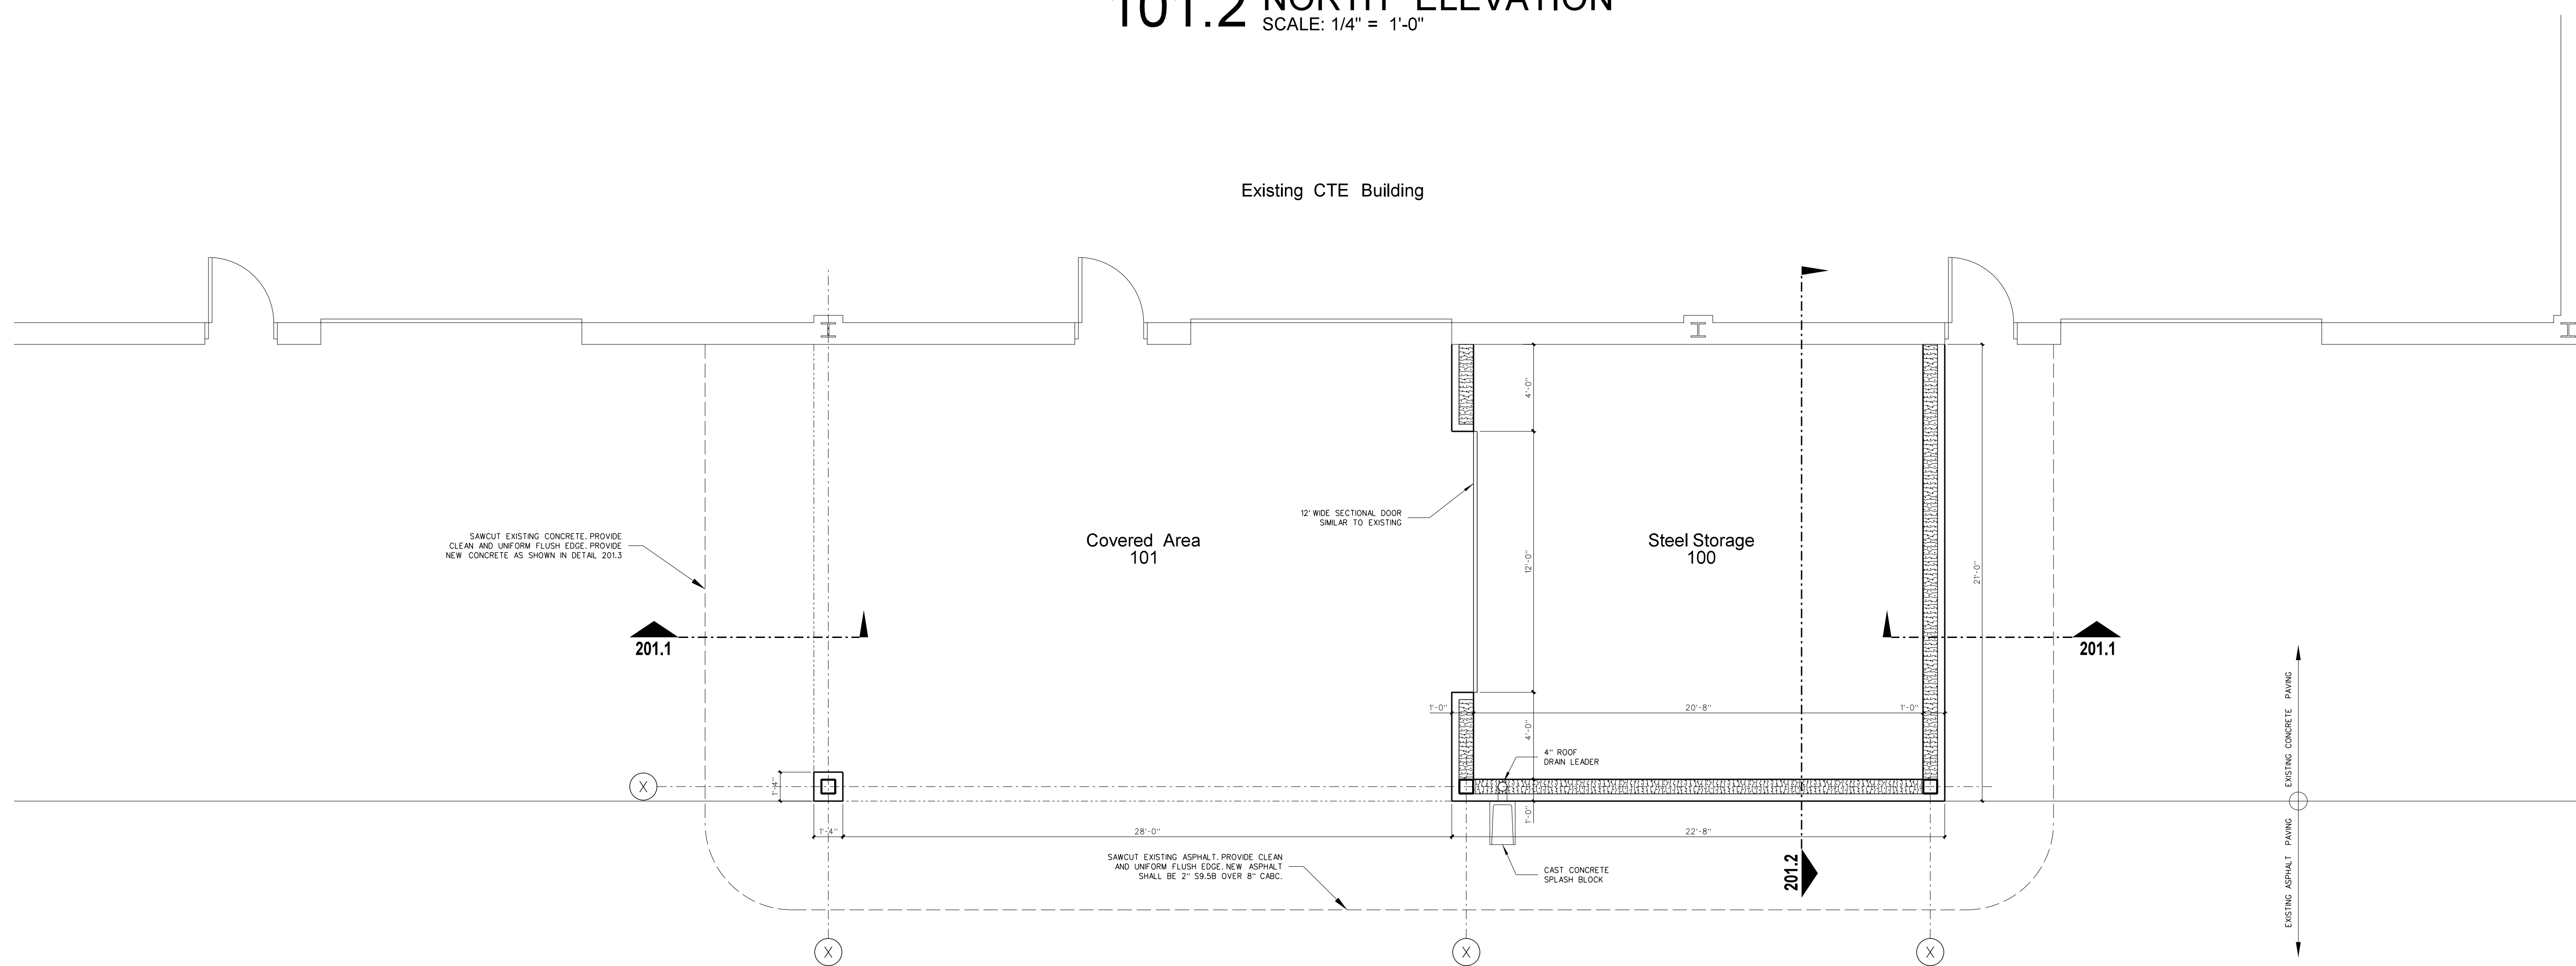 101.2 NORTH ELEVATION
SCALE: 1/4" = 1'-0"
Existing CTE Building
4'-0"
12' WIDE SECTIONAL DOOR
SIMILAR TO EXISTING
SAWCUT EXISTING CONCRETE. PROVIDE
CLEAN AND UNIFORM FLUSH EDGE. PROVIDE
NEW CONCRETE AS SHOWN IN DETAIL 201.3
Covered Area
101
12'-0"
Steel Storage
100
21'-0"
201.1
201.1
1'-0"
20'-8"
1'-0"
4'-0"
4" ROOF
DRAIN LEADER
X
1'-4"
1'-0"
1'-4"
28'-0"
22'-8"
SAWCUT EXISTING ASPHALT. PROVIDE CLEAN
AND UNIFORM FLUSH EDGE. NEW ASPHALT
SHALL BE 2" S9.5B OVER 8" CABC.
CAST CONCRETE
SPLASH BLOCK
201.2
EXISTING ASPHALT PAVING
EXISTING CONCRETE PAVING
X
X
X